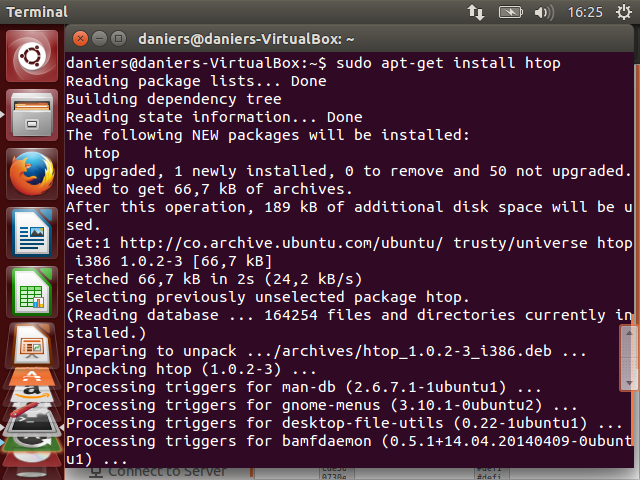 Terminal
16:25
daniers@daniers-VirtualBox: ~
daniers@daniers-VirtualBox:~$ sudo apt-get install htop
Reading package lists... Done
Building dependency tree
Reading state information... Done
The following NEW packages will be installed:
  htop
0 upgraded, 1 newly installed, 0 to remove and 50 not upgraded.
Need to get 66,7 kB of archives.
After this operation, 189 kB of additional disk space will be u
sed.
Get:1 http://co.archive.ubuntu.com/ubuntu/ trusty/universe htop
 i386 1.0.2-3 [66,7 kB]
Fetched 66,7 kB in 2s (24,2 kB/s)
Selecting previously unselected package htop.
(Reading database ... 164254 files and directories currently in
stalled.)
Preparing to unpack .../archives/htop_1.0.2-3_i386.deb ...
Unpacking htop (1.0.2-3) ...
Processing triggers for man-db (2.6.7.1-1ubuntu1) ...
Processing triggers for gnome-menus (3.10.1-0ubuntu2) ...
Processing triggers for desktop-file-utils (0.22-1ubuntu1) ...
Processing triggers for bamfdaemon (0.5.1+14.04.20140409-0ubunt
u1) ...
Connect to Server